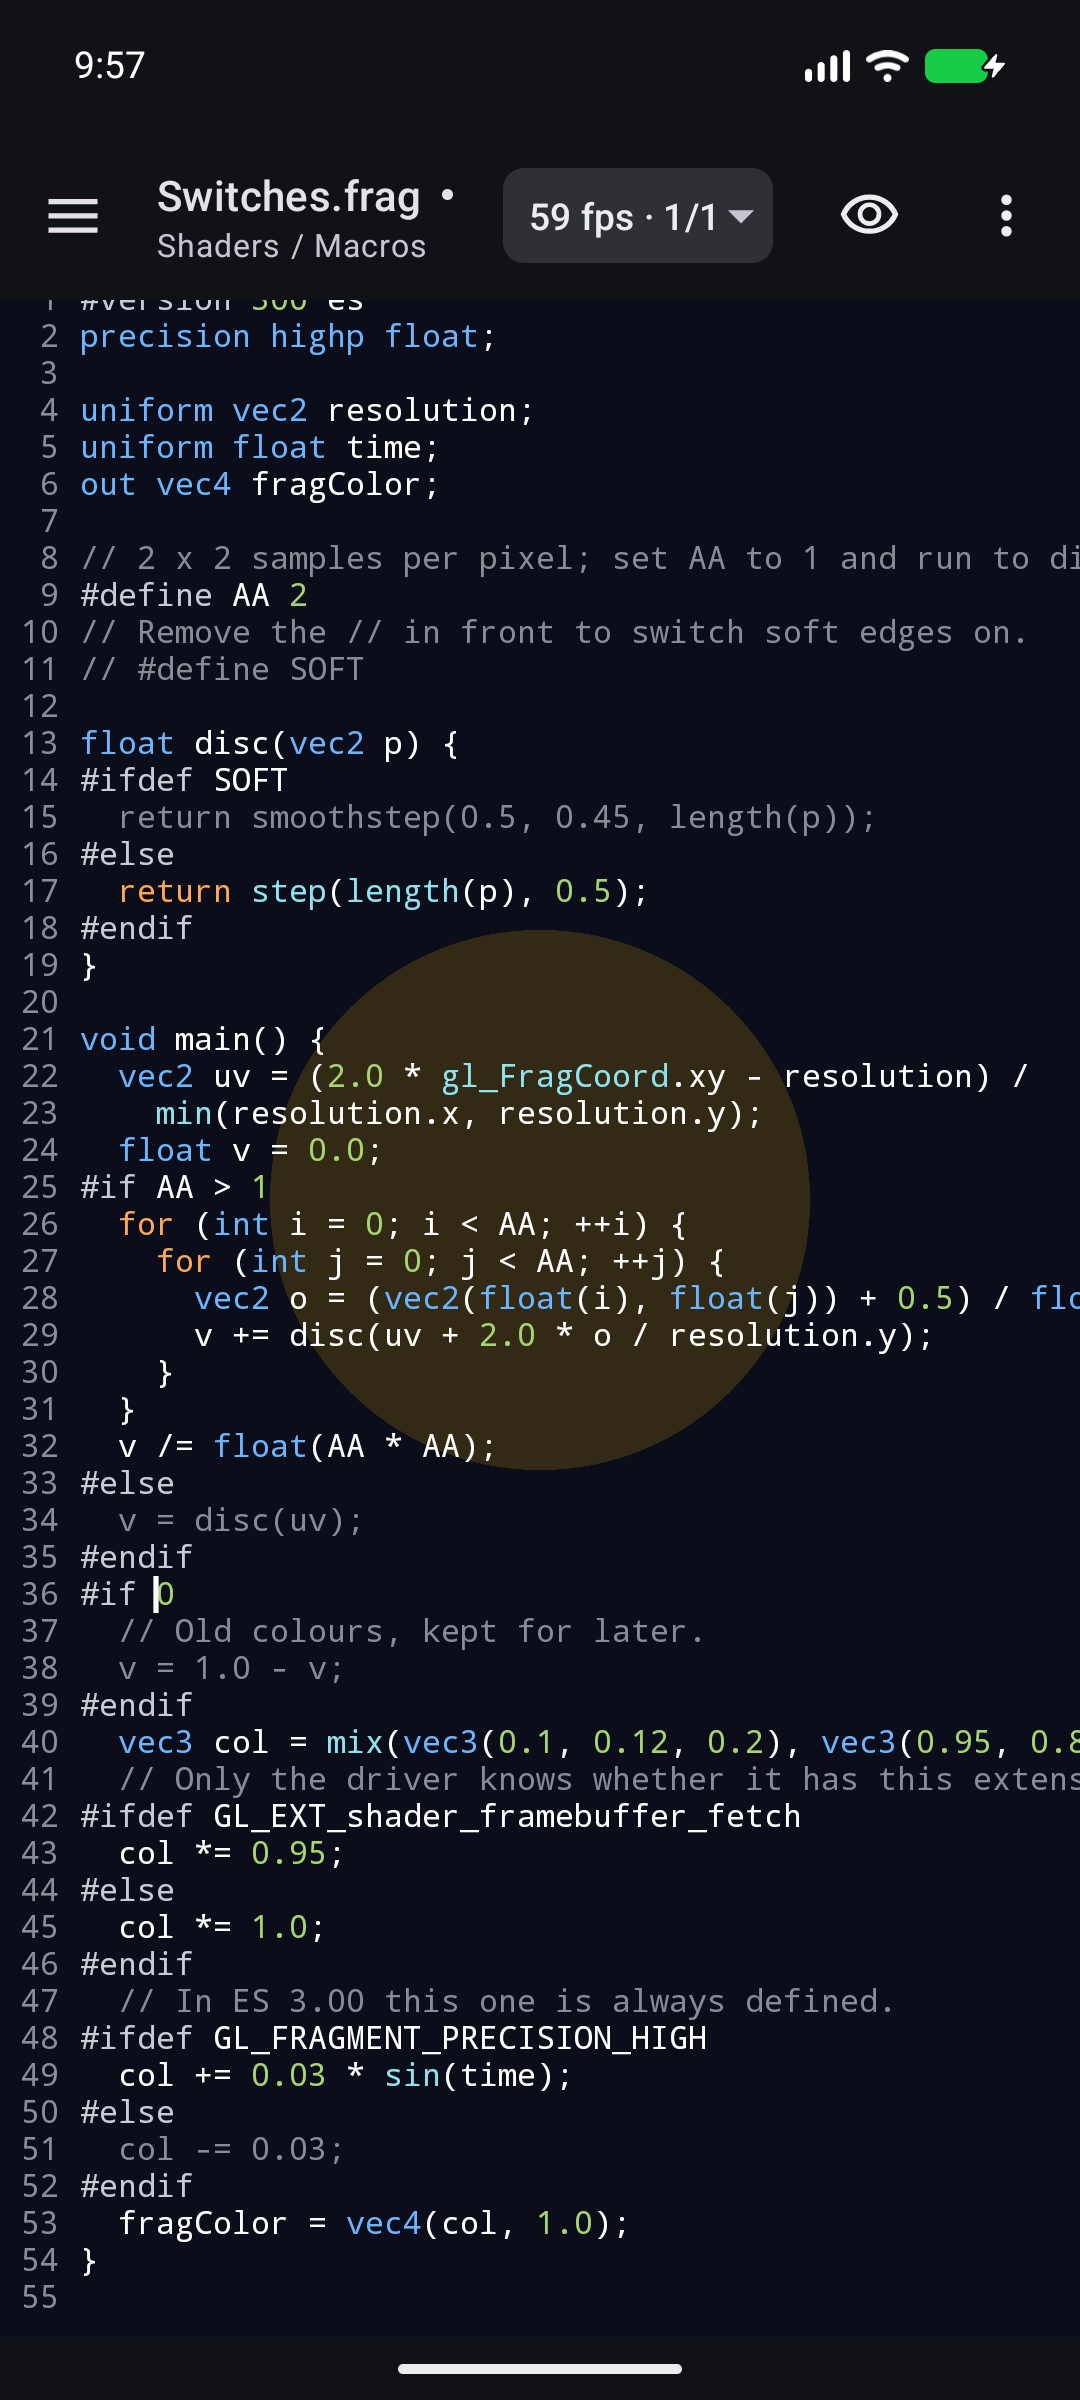 9:57
Switches.frag •
Shaders / Macros
59 fps · 1/1
1 #version 300 es
2 precision highp float;
3
4 uniform vec2 resolution;
5 uniform float time;
6 out vec4 fragColor;
7
8 // 2 x 2 samples per pixel; set AA to 1 and run to di
9 #define AA 2
10 // Remove the // in front to switch soft edges on.
11 // #define SOFT
12
13 float disc(vec2 p) {
14 #ifdef SOFT
15   return smoothstep(0.5, 0.45, length(p));
16 #else
17   return step(length(p), 0.5);
18 #endif
19 }
20
21 void main() {
22   vec2 uv = (2.0 * gl_FragCoord.xy - resolution) /
23     min(resolution.x, resolution.y);
24   float v = 0.0;
25 #if AA > 1
26   for (int i = 0; i < AA; ++i) {
27     for (int j = 0; j < AA; ++j) {
28       vec2 o = (vec2(float(i), float(j)) + 0.5) / flo
29       v += disc(uv + 2.0 * o / resolution.y);
30     }
31   }
32   v /= float(AA * AA);
33 #else
34   v = disc(uv);
35 #endif
36 #if 0
37   // Old colours, kept for later.
38   v = 1.0 - v;
39 #endif
40   vec3 col = mix(vec3(0.1, 0.12, 0.2), vec3(0.95, 0.8
41   // Only the driver knows whether it has this extens
42 #ifdef GL_EXT_shader_framebuffer_fetch
43   col *= 0.95;
44 #else
45   col *= 1.0;
46 #endif
47   // In ES 3.00 this one is always defined.
48 #ifdef GL_FRAGMENT_PRECISION_HIGH
49   col += 0.03 * sin(time);
50 #else
51   col -= 0.03;
52 #endif
53   fragColor = vec4(col, 1.0);
54 }
55